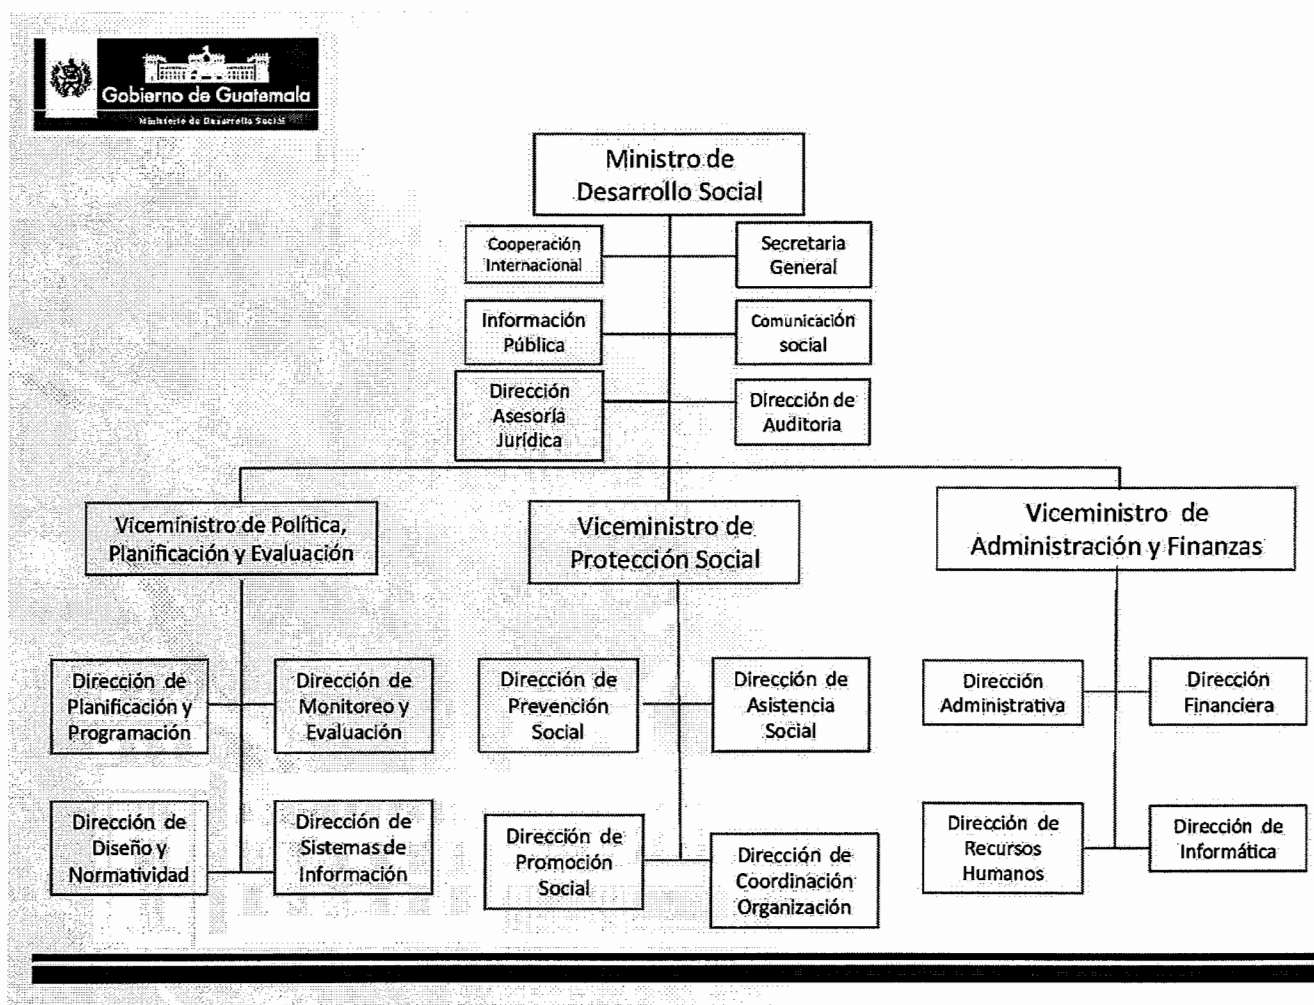 Gobierno de Guatemala
Ministerio de Desarrollo Social
Ministro de
Desarrollo Social
Cooperación
Internacional
Secretaria
General
Información
Pública
Comunicación
social
Dirección
Asesoría
Jurídica
Dirección de
Auditoria
Viceministro de Política,
Planificación y Evaluación
Viceministro de
Protección Social
Viceministro de
Administración y Finanzas
Dirección de
Planificación y
Programación
Dirección de
Monitoreo y
Evaluación
Dirección de
Prevención
Social
Dirección de
Asistencia
Social
Dirección
Administrativa
Dirección
Financiera
Dirección de
Diseño y
Normatividad
Dirección de
Sistemas de
Información
Dirección de
Promoción
Social
Dirección de
Coordinación
Organización
Dirección de
Recursos
Humanos
Dirección de
Informática